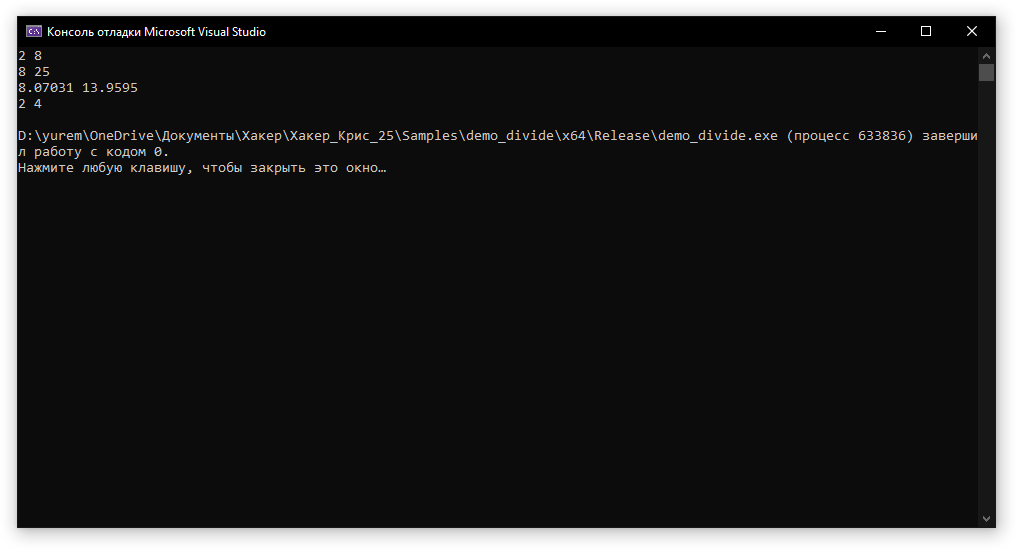 Консоль отладки Microsoft Visual Studio
2 8
8 25
8.07031 13.9595
2 4
D:\yurem\OneDrive\Документы\Хакер\Хакер_Крис_25\Samples\demo_divide\x64\Release\demo_divide.exe (процесс 633836) заверши
л работу с кодом 0.
Нажмите любую клавишу, чтобы закрыть это окно…